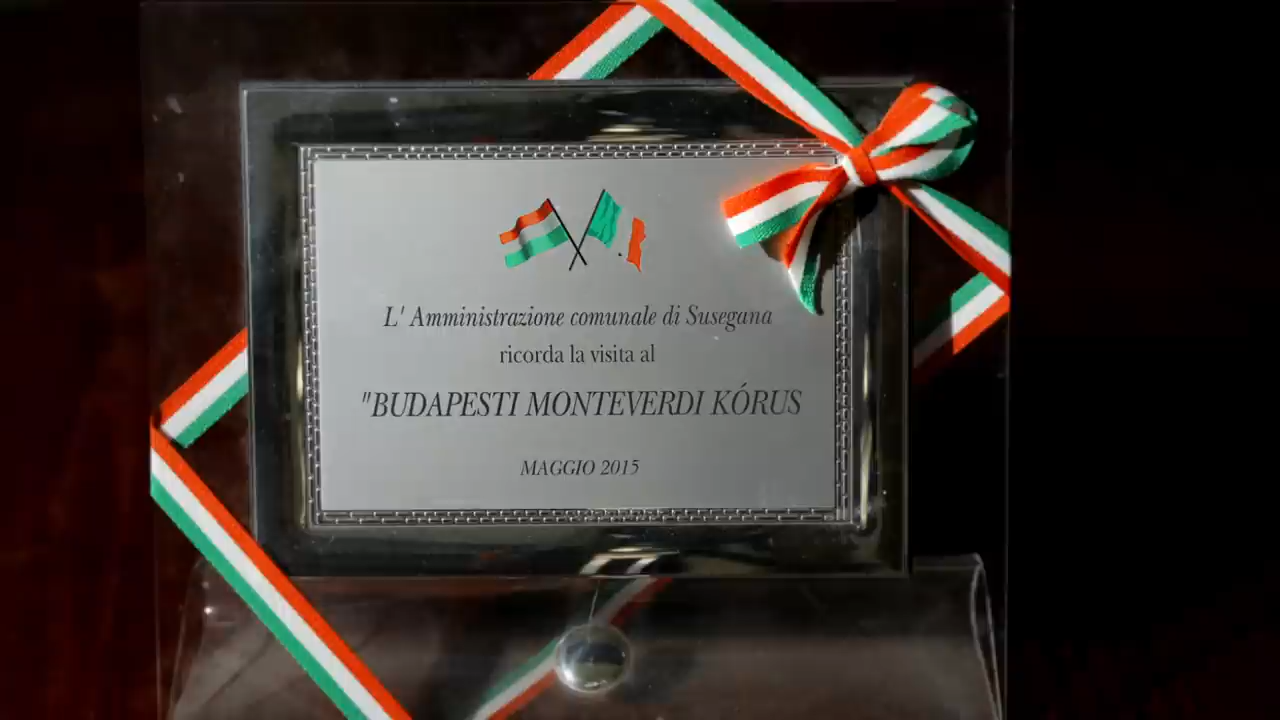 L' Amministrazione comunale di Susegana
ricorda la visita al
"BUDAPESTI MONTEVERDI KÓRUS
MAGGIO 2015